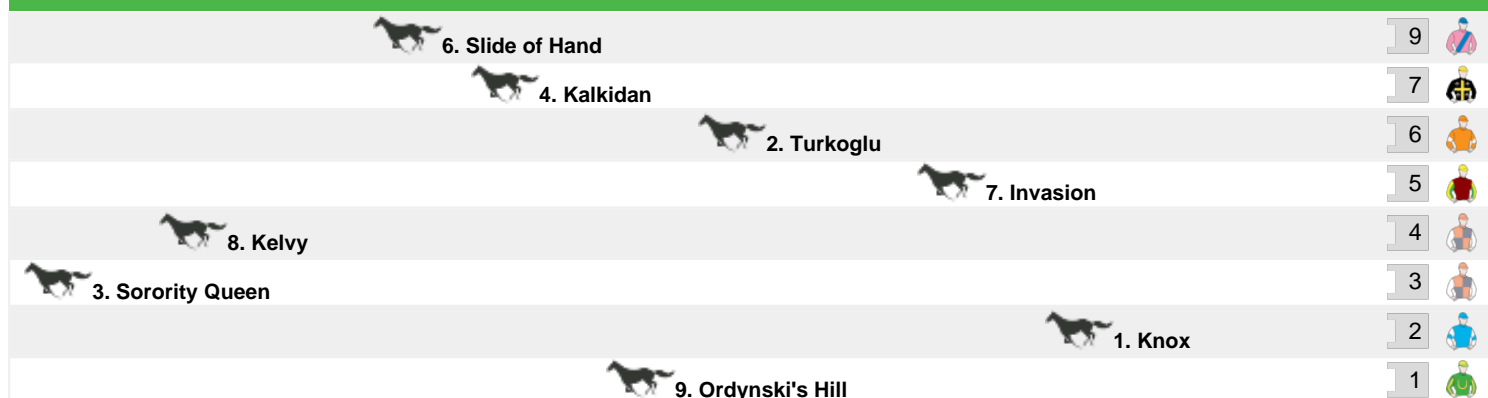 6. Slide of Hand 9
4. Kalkidan 7
2. Turkoglu 6
7. Invasion 5
8. Kelvy 4
3. Sorority Queen 3
1. Knox 2
9. Ordynski's Hill 1